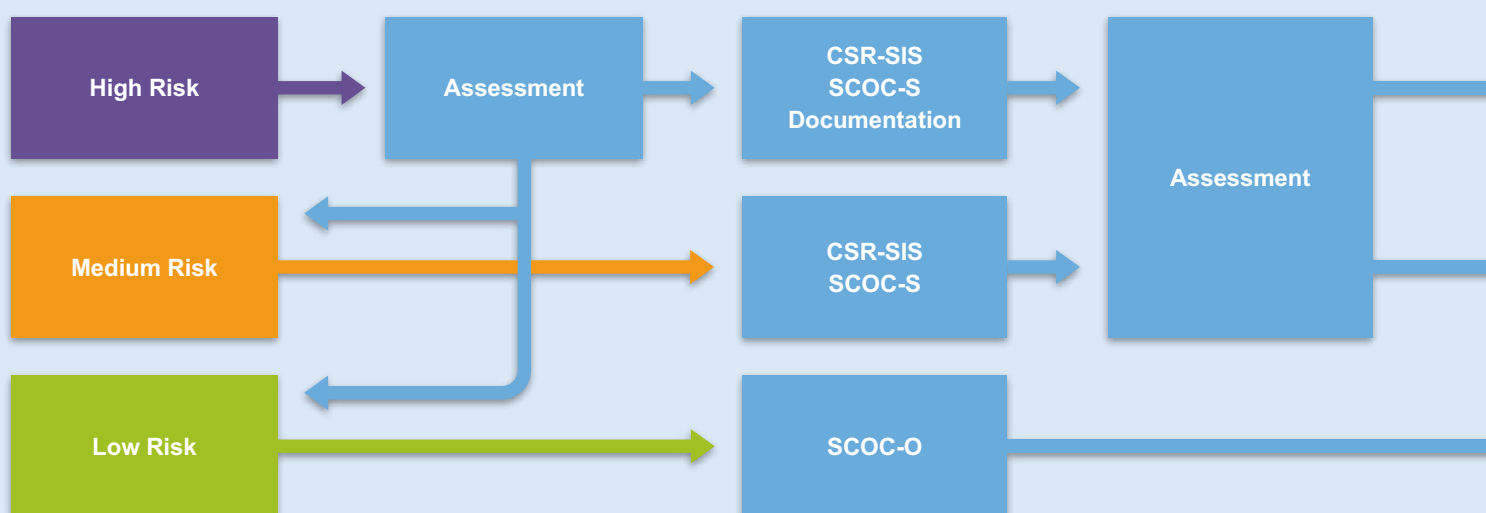 High Risk
Assessment
CSR-SIS
SCOC-S
Documentation
Assessment
Medium Risk
CSR-SIS
SCOC-S
Low Risk
SCOC-O